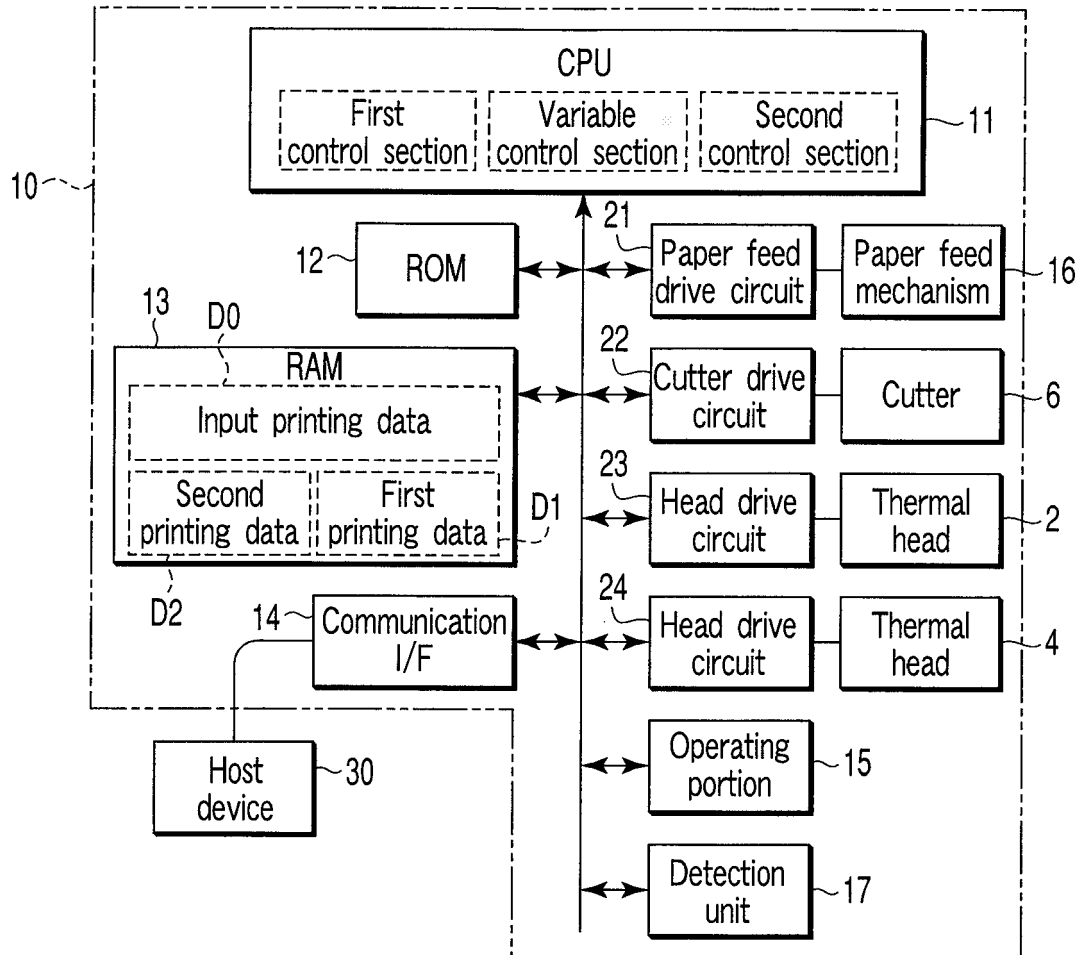 CPU
First
control section
Variable
control section
Second
control section
11
10
21
12
ROM
Paper feed
drive circuit
Paper feed
mechanism
16
13
D0
RAM
Input printing data
Second
printing data
First
printing data
D1
D2
22
Cutter drive
circuit
Cutter
6
23
Head drive
circuit
Thermal
head
2
14
Communication
I/F
24
Head drive
circuit
Thermal
head
4
Host
device
30
Operating
portion
15
Detection
unit
17